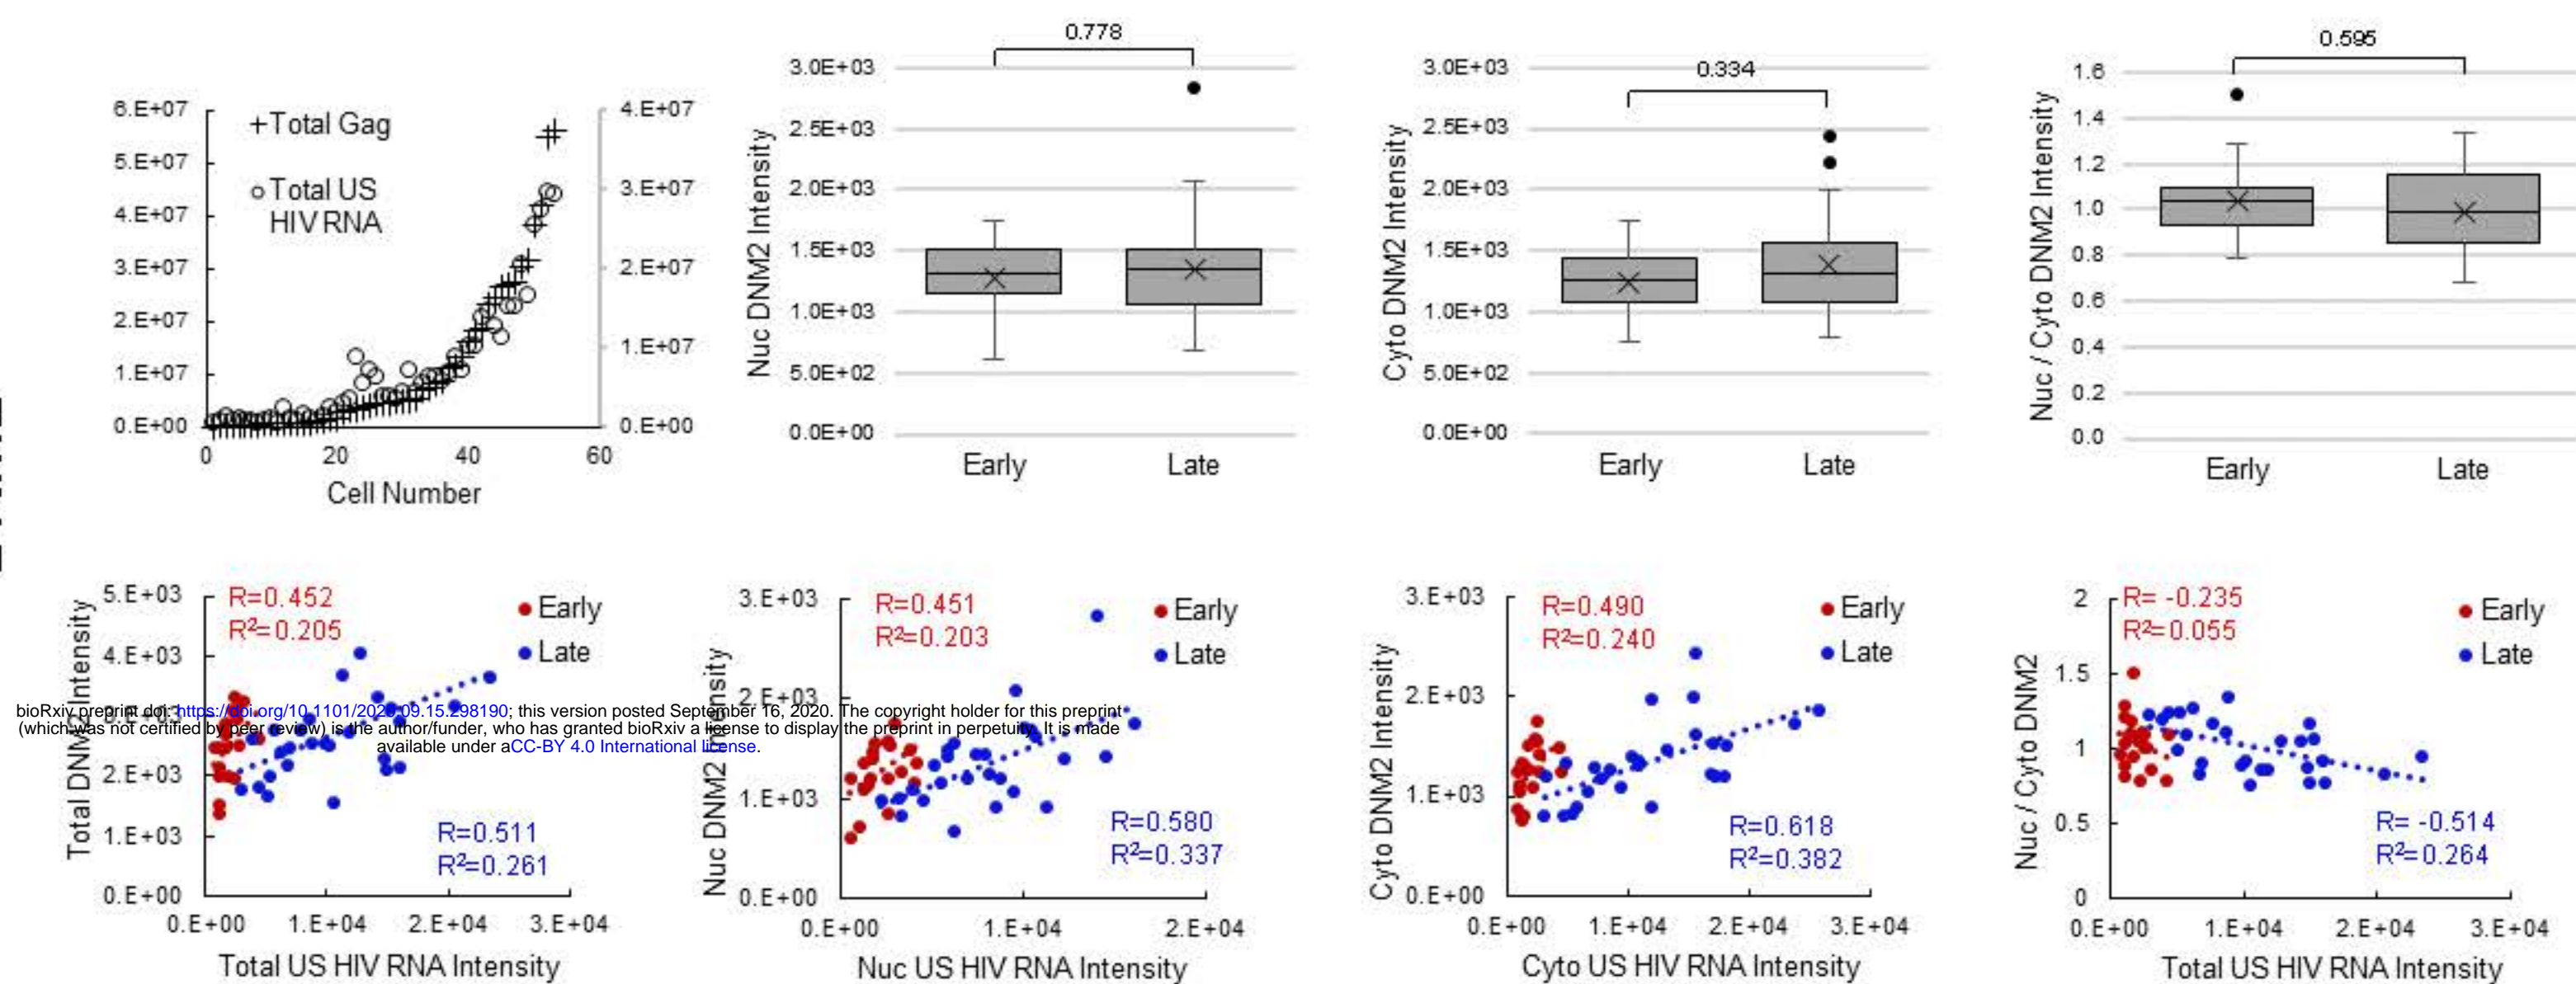 6.E+07
5.E+07
4.E+07
3.E+07
2.E+07
1.E+07
0.E+00
+Total Gag
Total US
HIV RNA
4.E+07
3.E+07
2.E+07
1.E+07
0.E+00
0
20
40
60
Cell Number
0.778
Nuc DNM2 Intensity
3.0E+03
2.5E+03
2.0E+03
1.5E+03
1.0E+03
5.0E+02
0.0E+00
Early
Late
0.334
Cyto DNM2 Intensity
3.0E+03
2.5E+03
2.0E+03
1.5E+03
1.0E+03
5.0E+02
0.0E+00
Early
Late
0.595
Nuc / Cyto DNM2 Intensity
1.6
1.4
1.2
1.0
0.8
0.6
0.4
0.2
0.0
Early
Late
Total DNM2 Intensity
5.E+03
4.E+03
3.E+03
2.E+03
1.E+03
0.E+00
R=0.452
R²=0.205
Early
Late
R=0.511
R²=0.261
0.E+00
1.E+04
2.E+04
3.E+04
Total US HIV RNA Intensity
bioRxiv preprint doi: https://doi.org/10.1101/2020.09.15.298190; this version posted September 16, 2020. The copyright holder for this preprint
(which was not certified by peer review) is the author/funder, who has granted bioRxiv a license to display the preprint in perpetuity. It is made
available under aCC-BY 4.0 International license.
Nuc DNM2 Intensity
3.E+03
2.E+03
1.E+03
0.E+00
R=0.451
R²=0.203
Early
Late
R=0.580
R²=0.337
0.E+00
1.E+04
2.E+04
Nuc US HIV RNA Intensity
Cyto DNM2 Intensity
3.E+03
2.E+03
1.E+03
0.E+00
R=0.490
R²=0.240
Early
Late
R=0.618
R²=0.382
0.E+00
1.E+04
2.E+04
3.E+04
Cyto US HIV RNA Intensity
Nuc / Cyto DNM2
2
1.5
1
0.5
0
R= -0.235
R²=0.055
Early
Late
R= -0.514
R²=0.264
0.E+00
1.E+04
2.E+04
3.E+04
Total US HIV RNA Intensity